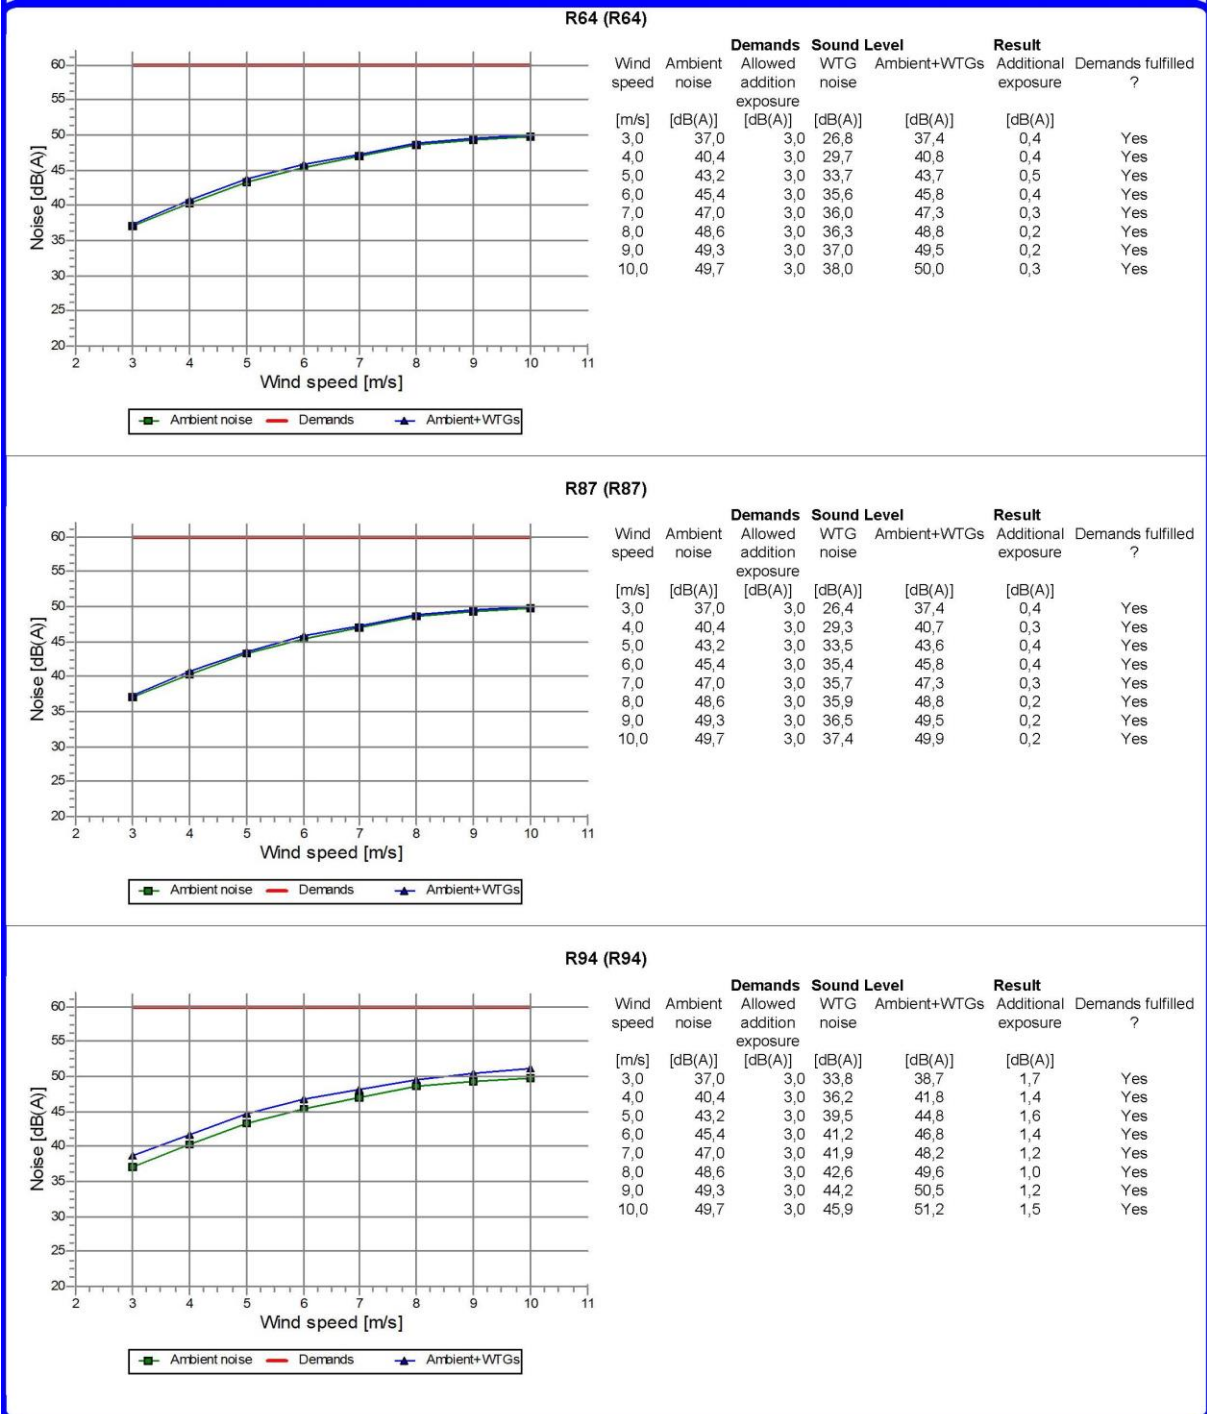 R64 (R64)
Demands Sound Level Result
Wind Ambient Allowed WTG Ambient+WTGs Additional Demands fulfilled
speed noise addition noise exposure ?
exposure
[m/s] [dB(A)] [dB(A)] [dB(A)] [dB(A)] [dB(A)]
3,0 37,0 3,0 26,8 37,4 0,4 Yes
4,0 40,4 3,0 29,7 40,8 0,4 Yes
5,0 43,2 3,0 33,7 43,7 0,5 Yes
6,0 45,4 3,0 35,6 45,8 0,4 Yes
7,0 47,0 3,0 36,0 47,3 0,3 Yes
8,0 48,6 3,0 36,3 48,8 0,2 Yes
9,0 49,3 3,0 37,0 49,5 0,2 Yes
10,0 49,7 3,0 38,0 50,0 0,3 Yes
Noise [dB(A)]
60
55
50
45
40
35
30
25
20
2 3 4 5 6 7 8 9 10 11
Wind speed [m/s]
Ambient noise Demands Ambient+WTGs
R87 (R87)
Demands Sound Level Result
Wind Ambient Allowed WTG Ambient+WTGs Additional Demands fulfilled
speed noise addition noise exposure ?
exposure
[m/s] [dB(A)] [dB(A)] [dB(A)] [dB(A)] [dB(A)]
3,0 37,0 3,0 26,4 37,4 0,4 Yes
4,0 40,4 3,0 29,3 40,7 0,3 Yes
5,0 43,2 3,0 33,5 43,6 0,4 Yes
6,0 45,4 3,0 35,4 45,8 0,4 Yes
7,0 47,0 3,0 35,7 47,3 0,3 Yes
8,0 48,6 3,0 35,9 48,8 0,2 Yes
9,0 49,3 3,0 36,5 49,5 0,2 Yes
10,0 49,7 3,0 37,4 49,9 0,2 Yes
Noise [dB(A)]
60
55
50
45
40
35
30
25
20
2 3 4 5 6 7 8 9 10 11
Wind speed [m/s]
Ambient noise Demands Ambient+WTGs
R94 (R94)
Demands Sound Level Result
Wind Ambient Allowed WTG Ambient+WTGs Additional Demands fulfilled
speed noise addition noise exposure ?
exposure
[m/s] [dB(A)] [dB(A)] [dB(A)] [dB(A)] [dB(A)]
3,0 37,0 3,0 33,8 38,7 1,7 Yes
4,0 40,4 3,0 36,2 41,8 1,4 Yes
5,0 43,2 3,0 39,5 44,8 1,6 Yes
6,0 45,4 3,0 41,2 46,8 1,4 Yes
7,0 47,0 3,0 41,9 48,2 1,2 Yes
8,0 48,6 3,0 42,6 49,6 1,0 Yes
9,0 49,3 3,0 44,2 50,5 1,2 Yes
10,0 49,7 3,0 45,9 51,2 1,5 Yes
Noise [dB(A)]
60
55
50
45
40
35
30
25
20
2 3 4 5 6 7 8 9 10 11
Wind speed [m/s]
Ambient noise Demands Ambient+WTGs